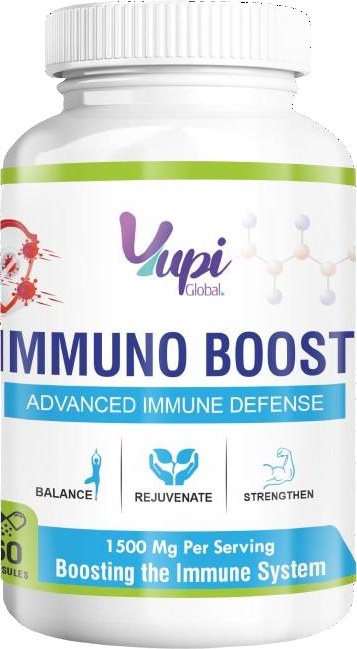 Yupi
Global.
IMMUNO BOOST
ADVANCED IMMUNE DEFENSE
BALANCE
REJUVENATE
STRENGTHEN
1500 Mg Per Serving
Boosting the Immune System